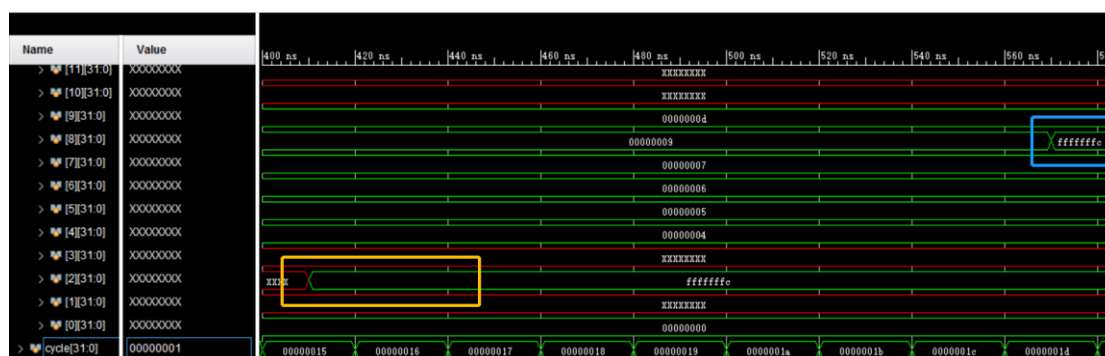 Name Value
400 ns 420 ns 440 ns 460 ns 480 ns 500 ns 520 ns 540 ns 560 ns
[11][31:0] XXXXXXXX XXXXXXXX
[10][31:0] XXXXXXXX XXXXXXXX
[9][31:0] XXXXXXXX 0000000d
[8][31:0] XXXXXXXX 00000009 fffffffc
[7][31:0] XXXXXXXX 00000007
[6][31:0] XXXXXXXX 00000006
[5][31:0] XXXXXXXX 00000005
[4][31:0] XXXXXXXX 00000004
[3][31:0] XXXXXXXX XXXXXXXX
[2][31:0] XXXXXXXX XXXX fffffffc
[1][31:0] XXXXXXXX XXXXXXXX
[0][31:0] XXXXXXXX 00000000
cycle[31:0] 00000001 00000015 00000016 00000017 00000018 00000019 0000001a 0000001b 0000001c 0000001d